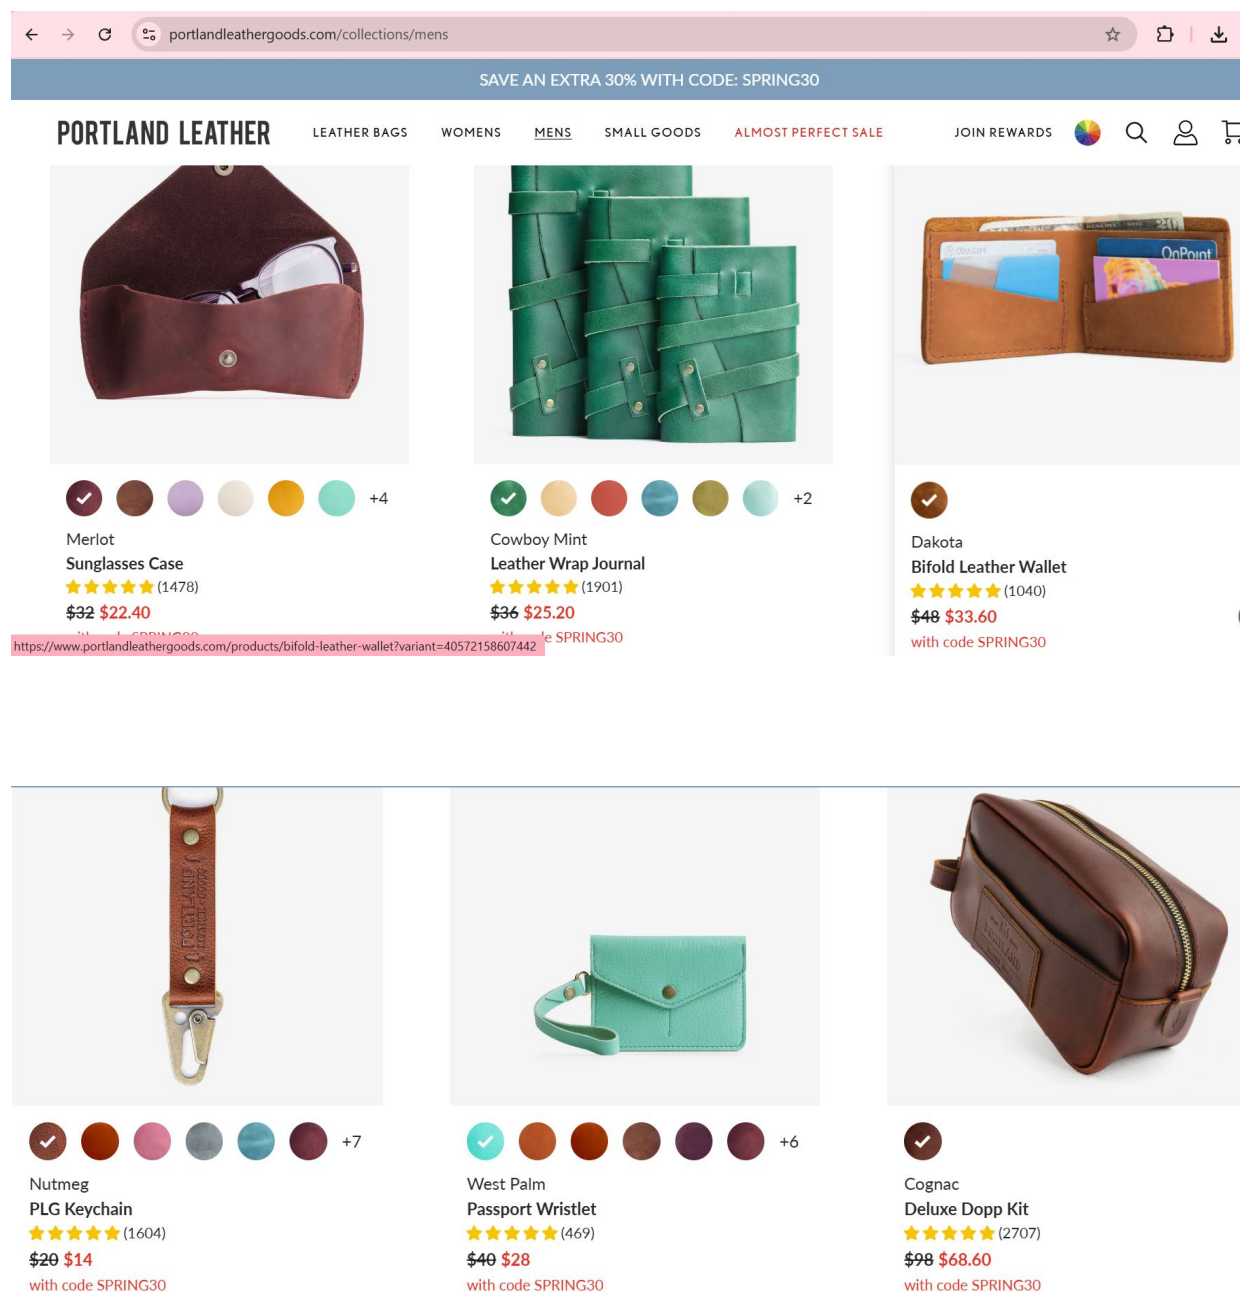 portlandleathergoods.com/collections/mens
SAVE AN EXTRA 30% WITH CODE: SPRING30
PORTLAND LEATHER LEATHER BAGS WOMENS MENS SMALL GOODS ALMOST PERFECT SALE JOIN REWARDS
20
OnPoint
+4
+2
Merlot
Sunglasses Case
(1478)
$32 $22.40
Cowboy Mint
Leather Wrap Journal
(1901)
$36 $25.20
SPRING30
Dakota
Bifold Leather Wallet
(1040)
$48 $33.60
with code SPRING30
https://www.portlandleathergoods.com/products/bifold-leather-wallet?variant=40572158607442
PORTLAND
LEATHER GOODS
+7
+6
Nutmeg
PLG Keychain
(1604)
$20 $14
with code SPRING30
West Palm
Passport Wristlet
(469)
$40 $28
with code SPRING30
Cognac
Deluxe Dopp Kit
(2707)
$98 $68.60
with code SPRING30